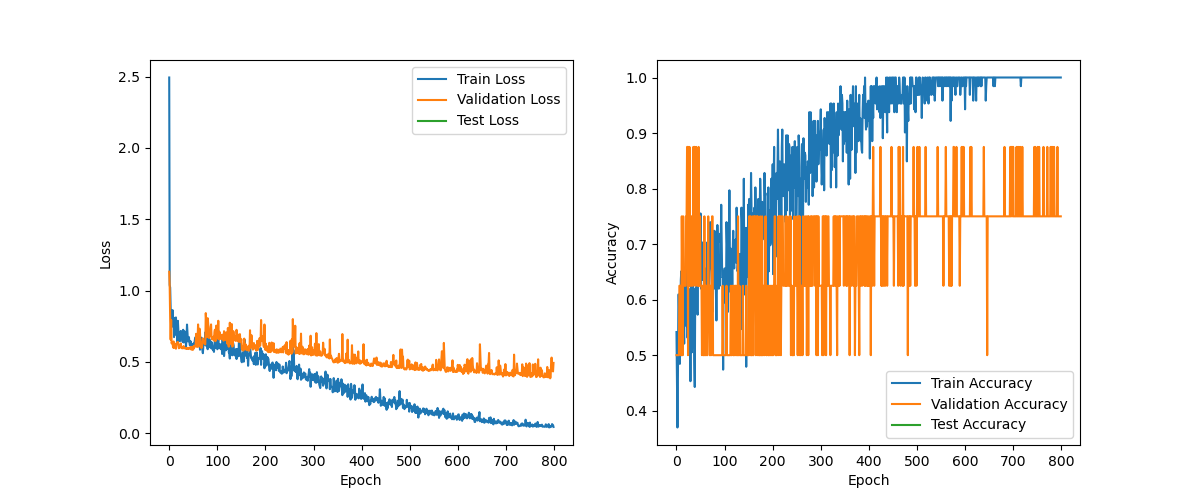 2.5
2.0
1.5
1.0
0.5
0.0
Loss
0 100 200 300 400 500 600 700 800
Epoch
Train Loss
Validation Loss
Test Loss
1.0
0.9
0.8
0.7
0.6
0.5
0.4
Accuracy
0 100 200 300 400 500 600 700 800
Epoch
Train Accuracy
Validation Accuracy
Test Accuracy